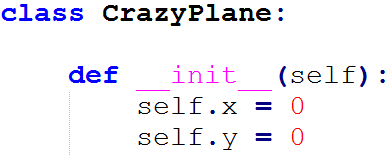 class CrazyPlane:
    def __init__(self):
        self.x = 0
        self.y = 0